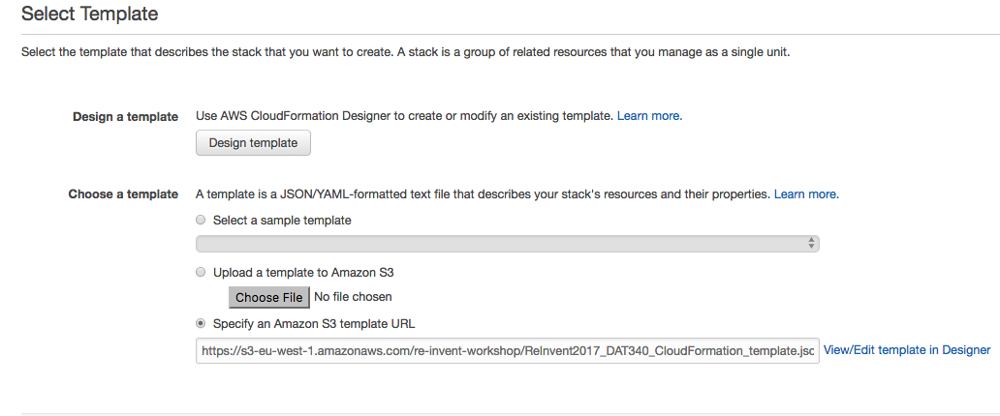 Select Template
Select the template that describes the stack that you want to create. A stack is a group of related resources that you manage as a single unit.
Design a template Use AWS CloudFormation Designer to create or modify an existing template. Learn more.
Design template
Choose a template A template is a JSON/YAML-formatted text file that describes your stack's resources and their properties. Learn more.
Select a sample template
Upload a template to Amazon S3
Choose File No file chosen
Specify an Amazon S3 template URL
https://s3-eu-west-1.amazonaws.com/re-invent-workshop/ReInvent2017_DAT340_CloudFormation_template.jsc View/Edit template in Designer